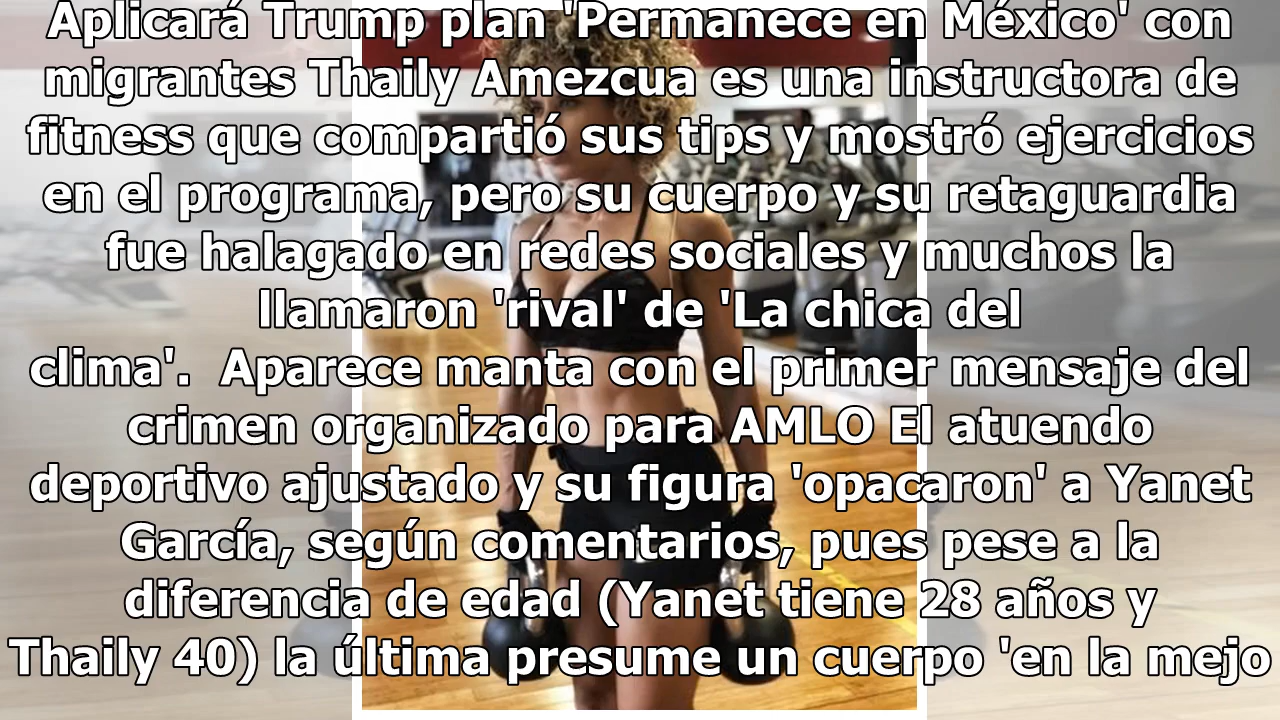 Aplicará Trump plan 'Permanece en México' con
migrantes Thaily Amezcua es una instructora de
fitness que compartió sus tips y mostró ejercicios
en el programa, pero su cuerpo y su retaguardia
fue halagado en redes sociales y muchos la
llamaron 'rival' de 'La chica del
clima'.  Aparece manta con el primer mensaje del
crimen organizado para AMLO El atuendo
deportivo ajustado y su figura 'opacaron' a Yanet
García, según comentarios, pues pese a la
diferencia de edad (Yanet tiene 28 años y
Thaily 40) la última presume un cuerpo 'en la mejo